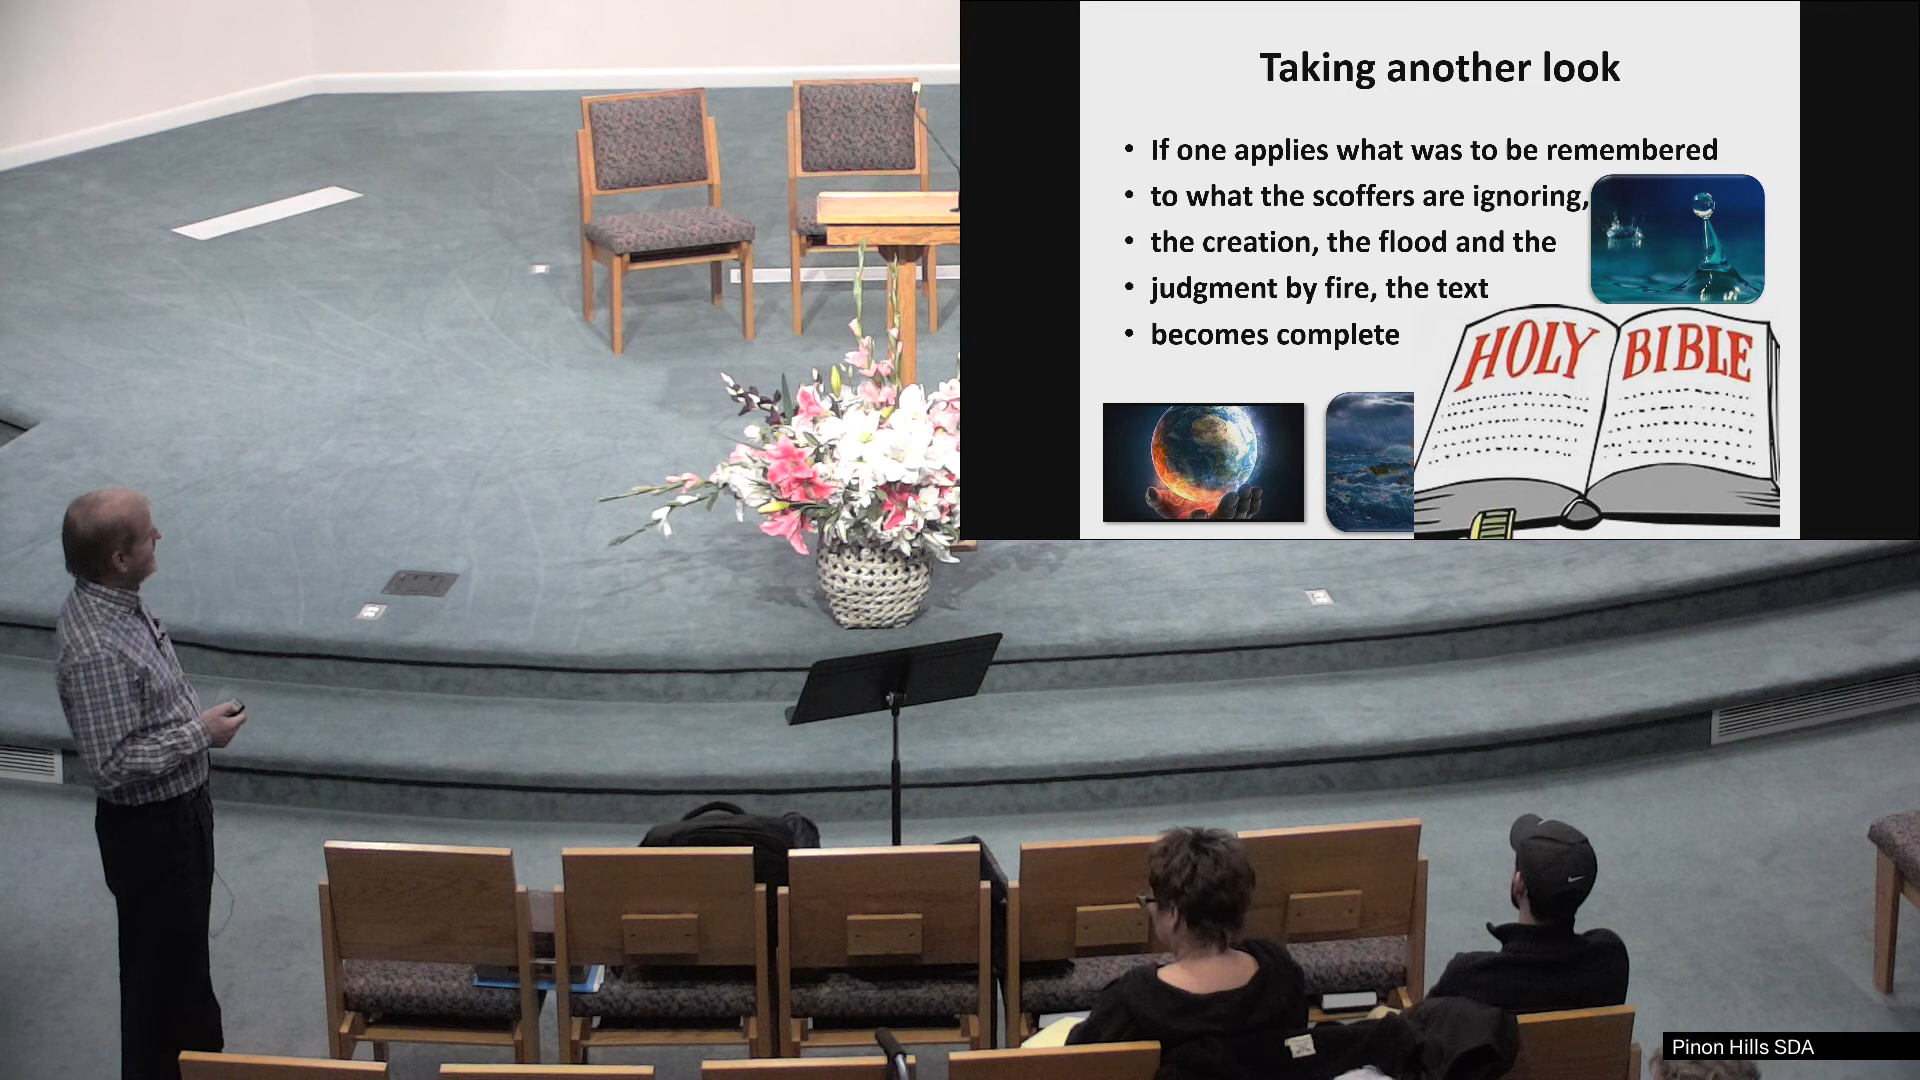 Taking another look
• If one applies what was to be remembered
• to what the scoffers are ignoring,
• the creation, the flood and the
• judgment by fire, the text
• becomes complete
HOLY BIBLE
Pinon Hills SDA